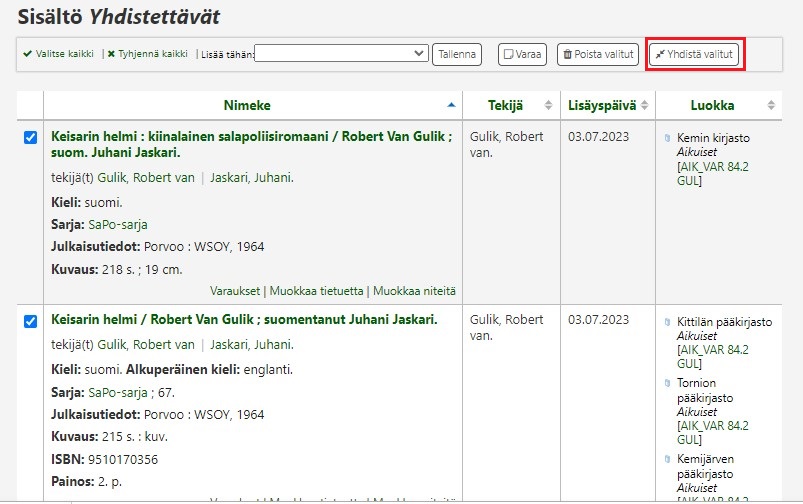 Sisältö Yhdistettävät
Valitse kaikki | Tyhjennä kaikki | Lisää tähän: Tallenna Varaa Poista valitut Yhdistä valitut
Nimeke Tekijä Lisäyspäivä Luokka
Keisarin helmi : kiinalainen salapoliisiromaani / Robert Van Gulik ;
suom. Juhani Jaskari.
tekijä(t) Gulik, Robert van | Jaskari, Juhani.
Kieli: suomi.
Sarja: SaPo-sarja
Julkaisutiedot: Porvoo : WSOY, 1964
Kuvaus: 218 s. ; 19 cm.
Varaukset | Muokkaa tietuetta | Muokkaa niteitä
Gulik, Robert
van.
03.07.2023
Kemin kirjasto
Aikuiset
[AIK_VAR 84.2
GUL]
Keisarin helmi / Robert Van Gulik ; suomentanut Juhani Jaskari.
tekijä(t) Gulik, Robert van | Jaskari, Juhani.
Kieli: suomi. Alkuperäinen kieli: englanti.
Sarja: SaPo-sarja ; 67.
Julkaisutiedot: Porvoo : WSOY, 1964
Kuvaus: 215 s. : kuv.
ISBN: 9510170356
Painos: 2. p.
Gulik, Robert
van.
03.07.2023
Kittilän pääkirjasto
Aikuiset
[AIK_VAR 84.2
GUL]
Tornion
pääkirjasto
Aikuiset
[AIK_VAR 84.2
GUL]
Kemijärven
pääkirjasto
Aikuiset
[AIK_VAR 84.2